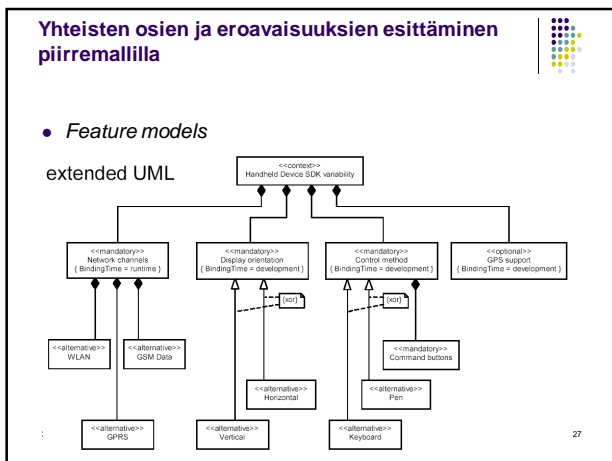 Yhteisten osien ja eroavaisuuksien esittäminen
piirremallilla
Feature models
extended UML
<<context>>
Handheld Device SDK variability
<<mandatory>>
Network channels
{ BindingTime = runtime }
<<mandatory>>
Display orientation
{ BindingTime = development }
<<mandatory>>
Control method
{ BindingTime = development }
<<optional>>
GPS support
{ BindingTime = development }
{xor}
{xor}
<<alternative>>
WLAN
<<alternative>>
GSM Data
<<mandatory>>
Command buttons
<<alternative>>
Horizontal
<<alternative>>
Pen
<<alternative>>
GPRS
<<alternative>>
Vertical
<<alternative>>
Keyboard
27